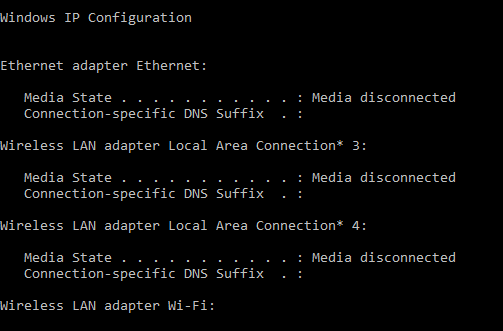 Windows IP Configuration
Ethernet adapter Ethernet:
Media State . . . . . . . . . . . : Media disconnected
Connection-specific DNS Suffix  . :
Wireless LAN adapter Local Area Connection* 3:
Media State . . . . . . . . . . . : Media disconnected
Connection-specific DNS Suffix  . :
Wireless LAN adapter Local Area Connection* 4:
Media State . . . . . . . . . . . : Media disconnected
Connection-specific DNS Suffix  . :
Wireless LAN adapter Wi-Fi: